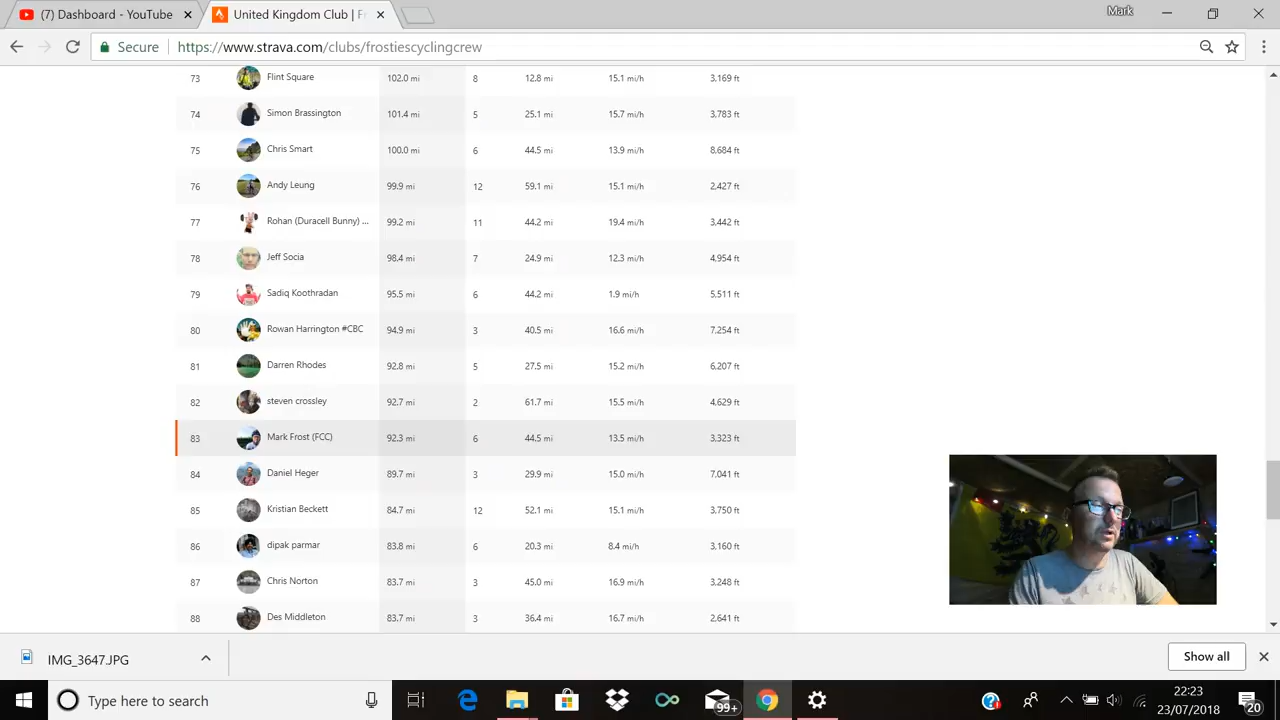 (7) Dashboard - YouTube
United Kingdom Club | Fr
Mark
Secure
https://www.strava.com/clubs/frostiescyclingcrew
73 Flint Square 102.0 mi 8 12.8 mi 15.1 mi/h 3,169 ft
74 Simon Brassington 101.4 mi 5 25.1 mi 15.7 mi/h 3,783 ft
75 Chris Smart 100.0 mi 6 44.5 mi 13.9 mi/h 8,684 ft
76 Andy Leung 99.9 mi 12 59.1 mi 15.1 mi/h 2,427 ft
77 Rohan (Duracell Bunny) ... 99.2 mi 11 44.2 mi 19.4 mi/h 3,442 ft
78 Jeff Socia 98.4 mi 7 24.9 mi 12.3 mi/h 4,954 ft
79 Sadiq Koothradan 95.5 mi 6 44.2 mi 1.9 mi/h 5,511 ft
80 Rowan Harrington #CBC 94.9 mi 3 40.5 mi 16.6 mi/h 7,254 ft
81 Darren Rhodes 92.8 mi 5 27.5 mi 15.2 mi/h 6,207 ft
82 steven crossley 92.7 mi 2 61.7 mi 15.5 mi/h 4,629 ft
83 Mark Frost (FCC) 92.3 mi 6 44.5 mi 13.5 mi/h 3,323 ft
84 Daniel Heger 89.7 mi 3 29.9 mi 15.0 mi/h 7,041 ft
85 Kristian Beckett 84.7 mi 12 52.1 mi 15.1 mi/h 3,750 ft
86 dipak parmar 83.8 mi 6 20.3 mi 8.4 mi/h 3,160 ft
87 Chris Norton 83.7 mi 3 45.0 mi 16.9 mi/h 3,248 ft
88 Des Middleton 83.7 mi 3 36.4 mi 16.7 mi/h 2,641 ft
IMG_3647.JPG
Show all
Type here to search
99+
22:23
23/07/2018
20